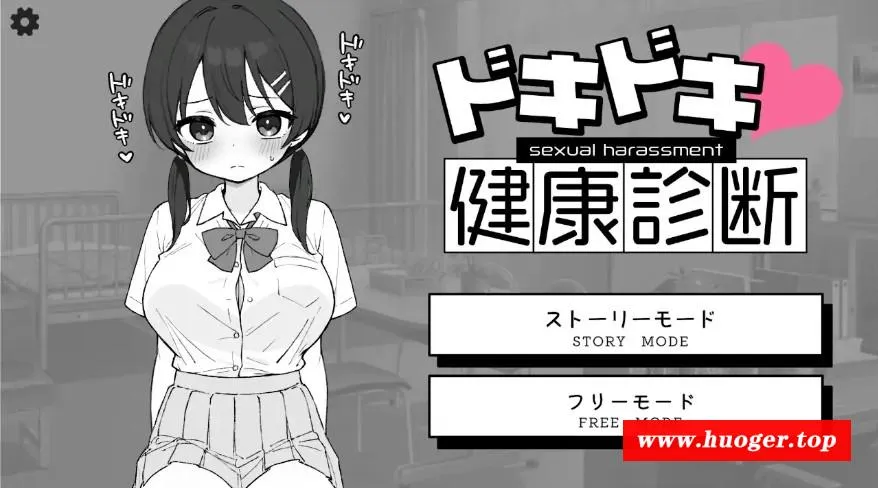 ドキドキ♡
ドキドキ♡
ドキドキ
sexual harassment
健康診断
ストーリーモード
STORY MODE
フリーモード
FREE MODE
www.huoger.top